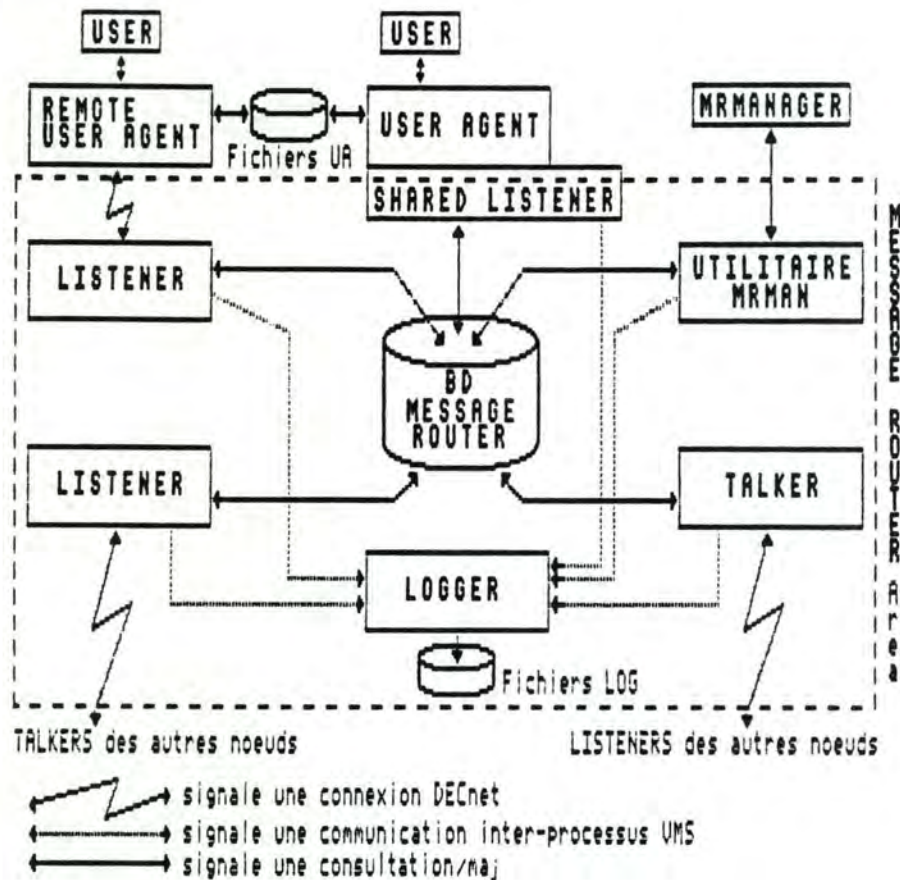 USER
USER
REMOTE
USER AGENT
Fichiers UA
USER AGENT
MRMANAGER
SHARED LISTENER
LISTENER
UTILITAIRE
MRMAN
BD
MESSAGE
ROUTER
LISTENER
TALKER
LOGGER
Fichiers LOG
MESSAGE ROUTER Area
TALKERS des autres noeuds
LISTENERS des autres noeuds
signale une connexion DECnet
signale une communication inter-processus VMS
signale une consultation/maj